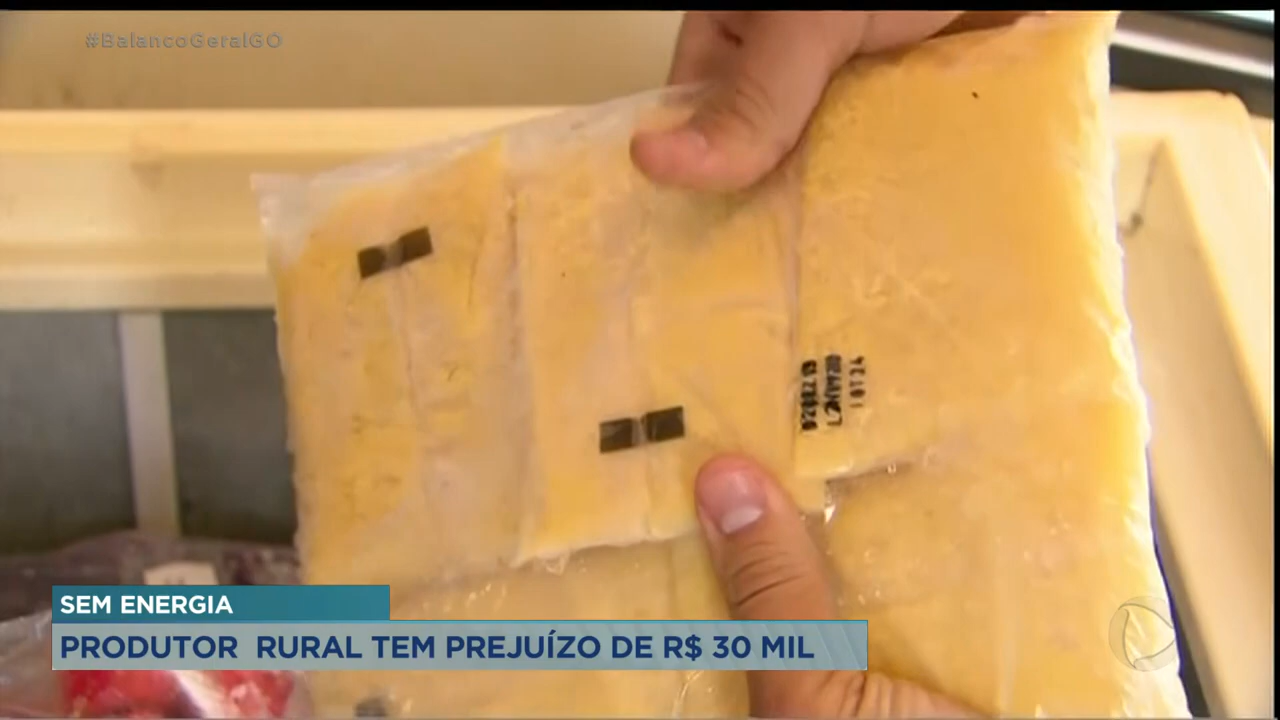 #BalancoGeralGO
SEM ENERGIA
PRODUTOR RURAL TEM PREJUÍZO DE R$ 30 MIL